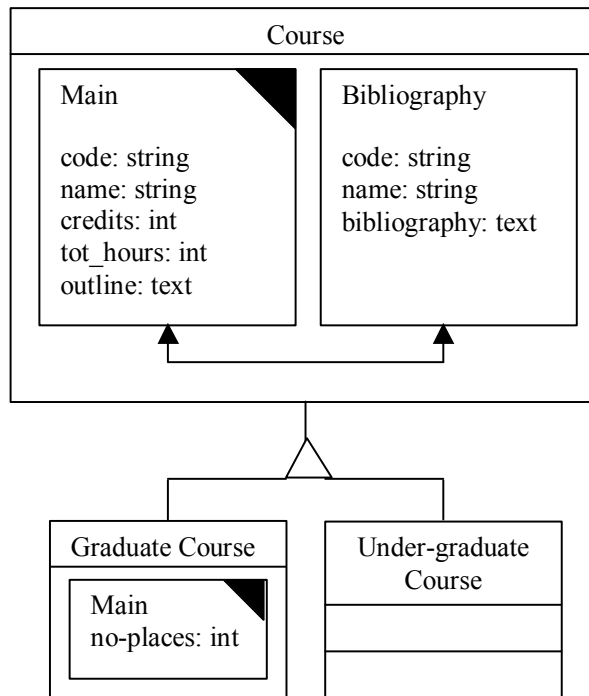 Course
Main
code: string
name: string
credits: int
tot_hours: int
outline: text
Bibliography
code: string
name: string
bibliography: text
Graduate Course
Main
no-places: int
Under-graduate
Course